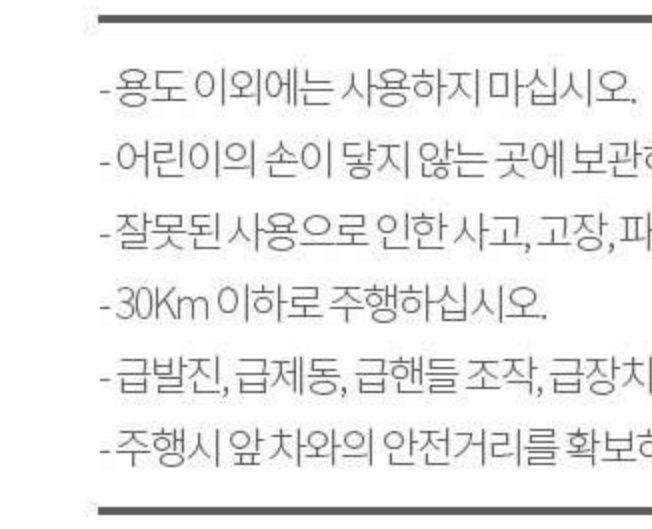 - 용도 이외에는 사용하지 마십시오.
- 어린이의 손이 닿지 않는 곳에 보관
- 잘못된 사용으로 인한 사고, 고장, 파
- 30Km 이하로 주행하십시오.
- 급발진, 급제동, 급핸들 조작, 급장치
- 주행시 앞 차와의 안전거리를 확보